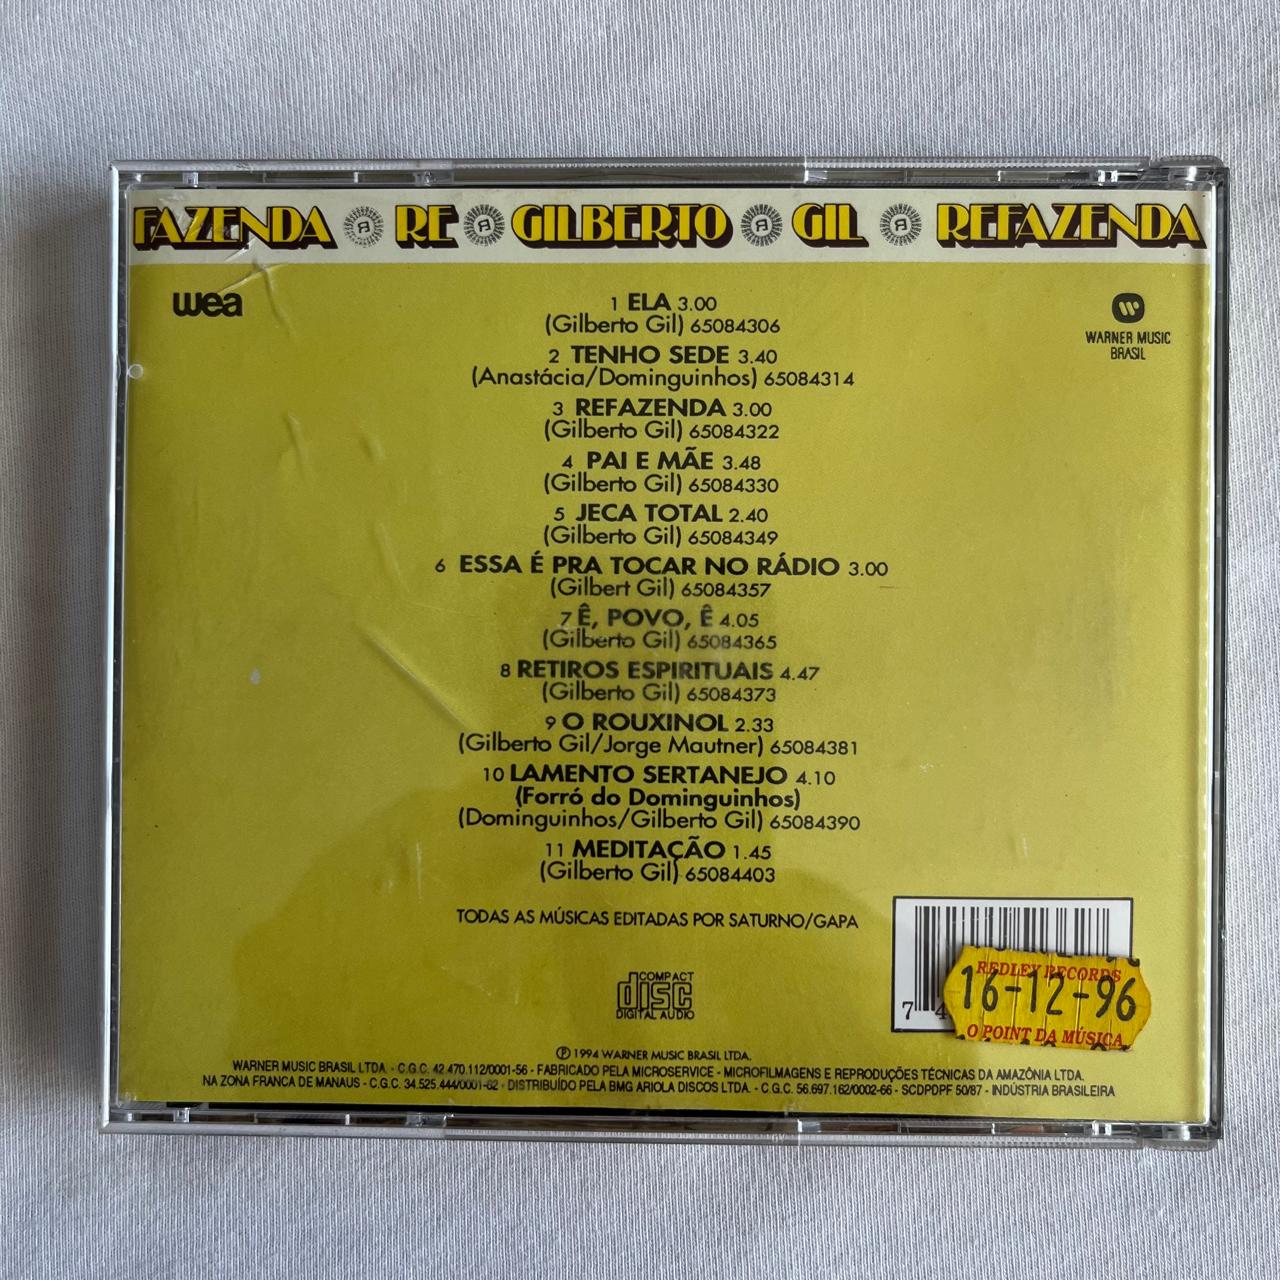 FAZENDA RE GILBERTO GIL REFAZENDA
wea
WARNER MUSIC
BRASIL
1 ELA 3.00
(Gilberto Gil) 65084306
2 TENHO SEDE 3.40
(Anastácia/Dominguinhos) 65084314
3 REFAZENDA 3.00
(Gilberto Gil) 65084322
4 PAI E MÃE 3.48
(Gilberto Gil) 65084330
5 JECA TOTAL 2.40
(Gilberto Gil) 65084349
6 ESSA É PRA TOCAR NO RÁDIO 3.00
(Gilbert Gil) 65084357
7 Ê, POVO, Ê 4.05
(Gilberto Gil) 65084365
8 RETIROS ESPIRITUAIS 4.47
(Gilberto Gil) 65084373
9 O ROUXINOL 2.33
(Gilberto Gil/Jorge Mautner) 65084381
10 LAMENTO SERTANEJO 4.10
(Forró do Dominguinhos)
(Dominguinhos/Gilberto Gil) 65084390
11 MEDITAÇÃO 1.45
(Gilberto Gil) 65084403
TODAS AS MÚSICAS EDITADAS POR SATURNO/GAPA
COMPACT
disc
DIGITAL AUDIO
7
REDLEY RECORDS
16-12-96
O POINT DA MÚSICA
℗ 1994 WARNER MUSIC BRASIL LTDA.
WARNER MUSIC BRASIL LTDA - C.G.C. 42 470.112/0001-56 - FABRICADO PELA MICROSERVICE - MICROFILMAGENS E REPRODUÇÕES TÉCNICAS DA AMAZÔNIA LTDA.
NA ZONA FRANCA DE MANAUS - C.G.C. 34.525.444/0001-82 - DISTRIBUÍDO PELA BMG ARIOLA DISCOS LTDA. - C.G.C. 56.697.162/0002-66 - SCDPDPF 50/87 - INDÚSTRIA BRASILEIRA